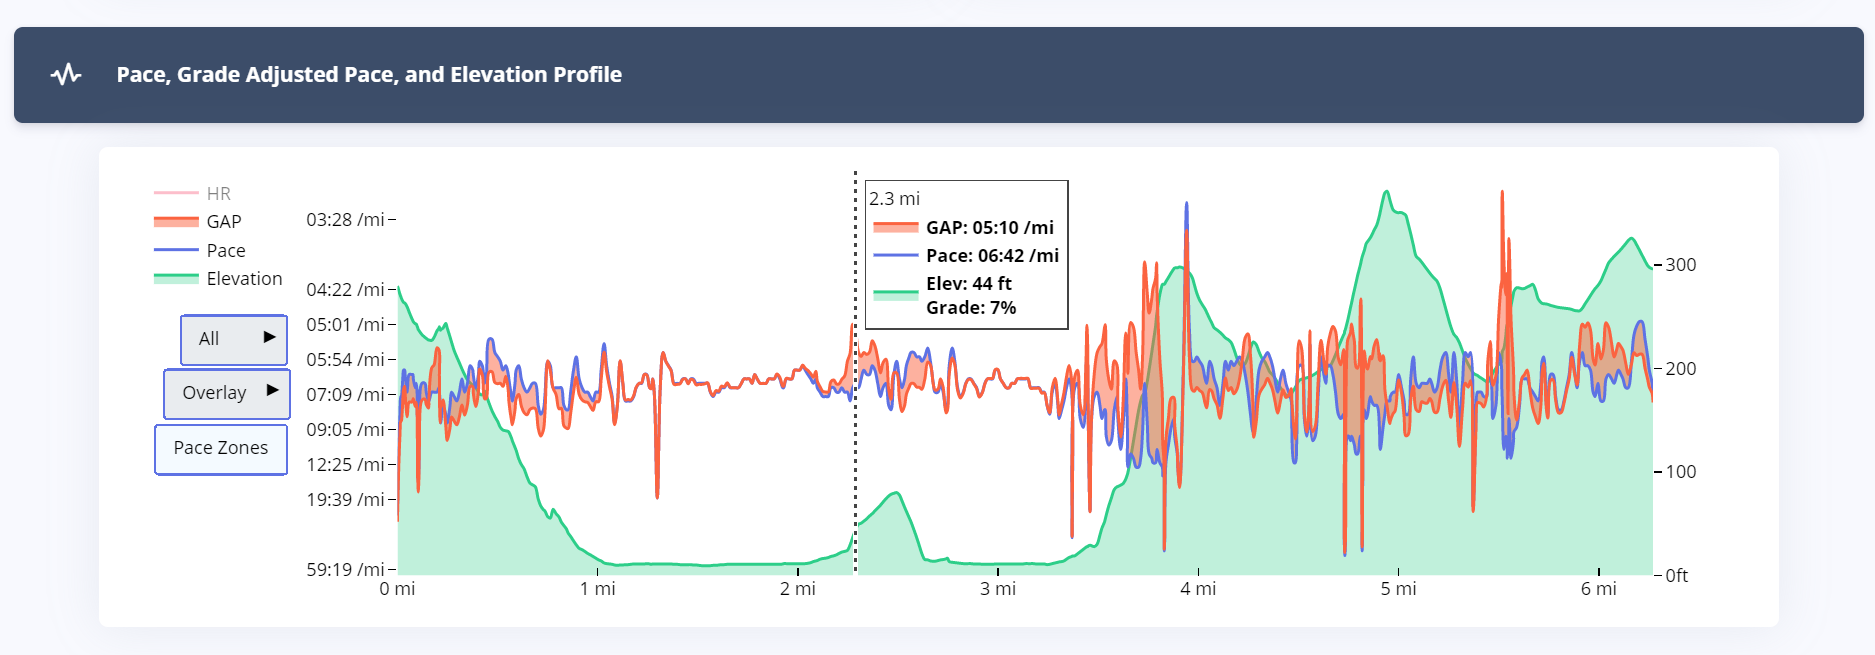 Pace, Grade Adjusted Pace, and Elevation Profile
HR
GAP
Pace
Elevation
All
Overlay
Pace Zones
03:28 /mi
04:22 /mi
05:01 /mi
05:54 /mi
07:09 /mi
09:05 /mi
12:25 /mi
19:39 /mi
59:19 /mi
2.3 mi
GAP: 05:10 /mi
Pace: 06:42 /mi
Elev: 44 ft
Grade: 7%
300
200
100
0ft
0 mi
1 mi
2 mi
3 mi
4 mi
5 mi
6 mi